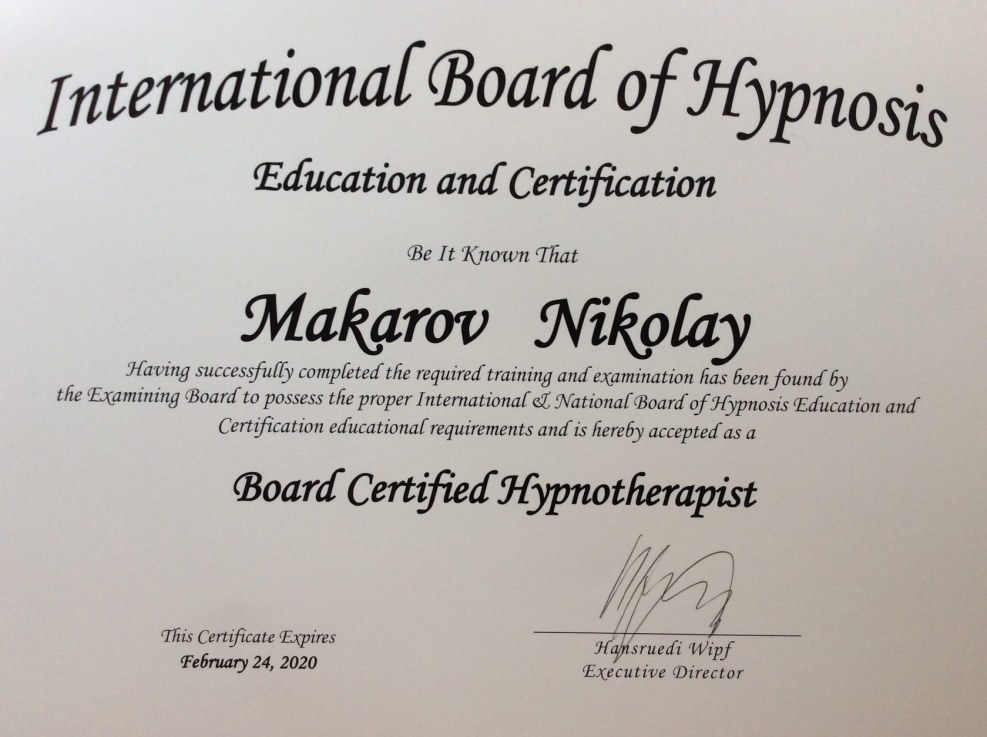 International Board of Hypnosis
Education and Certification
Be It Known That
Makarov Nikolay
Having successfully completed the required training and examination has been found by
the Examining Board to possess the proper International & National Board of Hypnosis Education and
Certification educational requirements and is hereby accepted as a
Board Certified Hypnotherapist
This Certificate Expires
February 24, 2020
Hansruedi Wipf
Executive Director